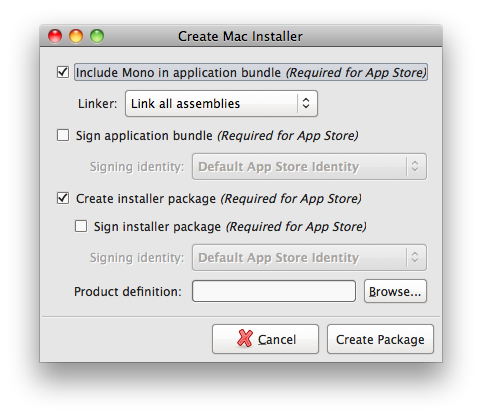 Create Mac Installer
Include Mono in application bundle (Required for App Store)
Linker: Link all assemblies
Sign application bundle (Required for App Store)
Signing identity: Default App Store Identity
Create installer package (Required for App Store)
Sign installer package (Required for App Store)
Signing identity: Default App Store Identity
Product definition: Browse...
Cancel Create Package